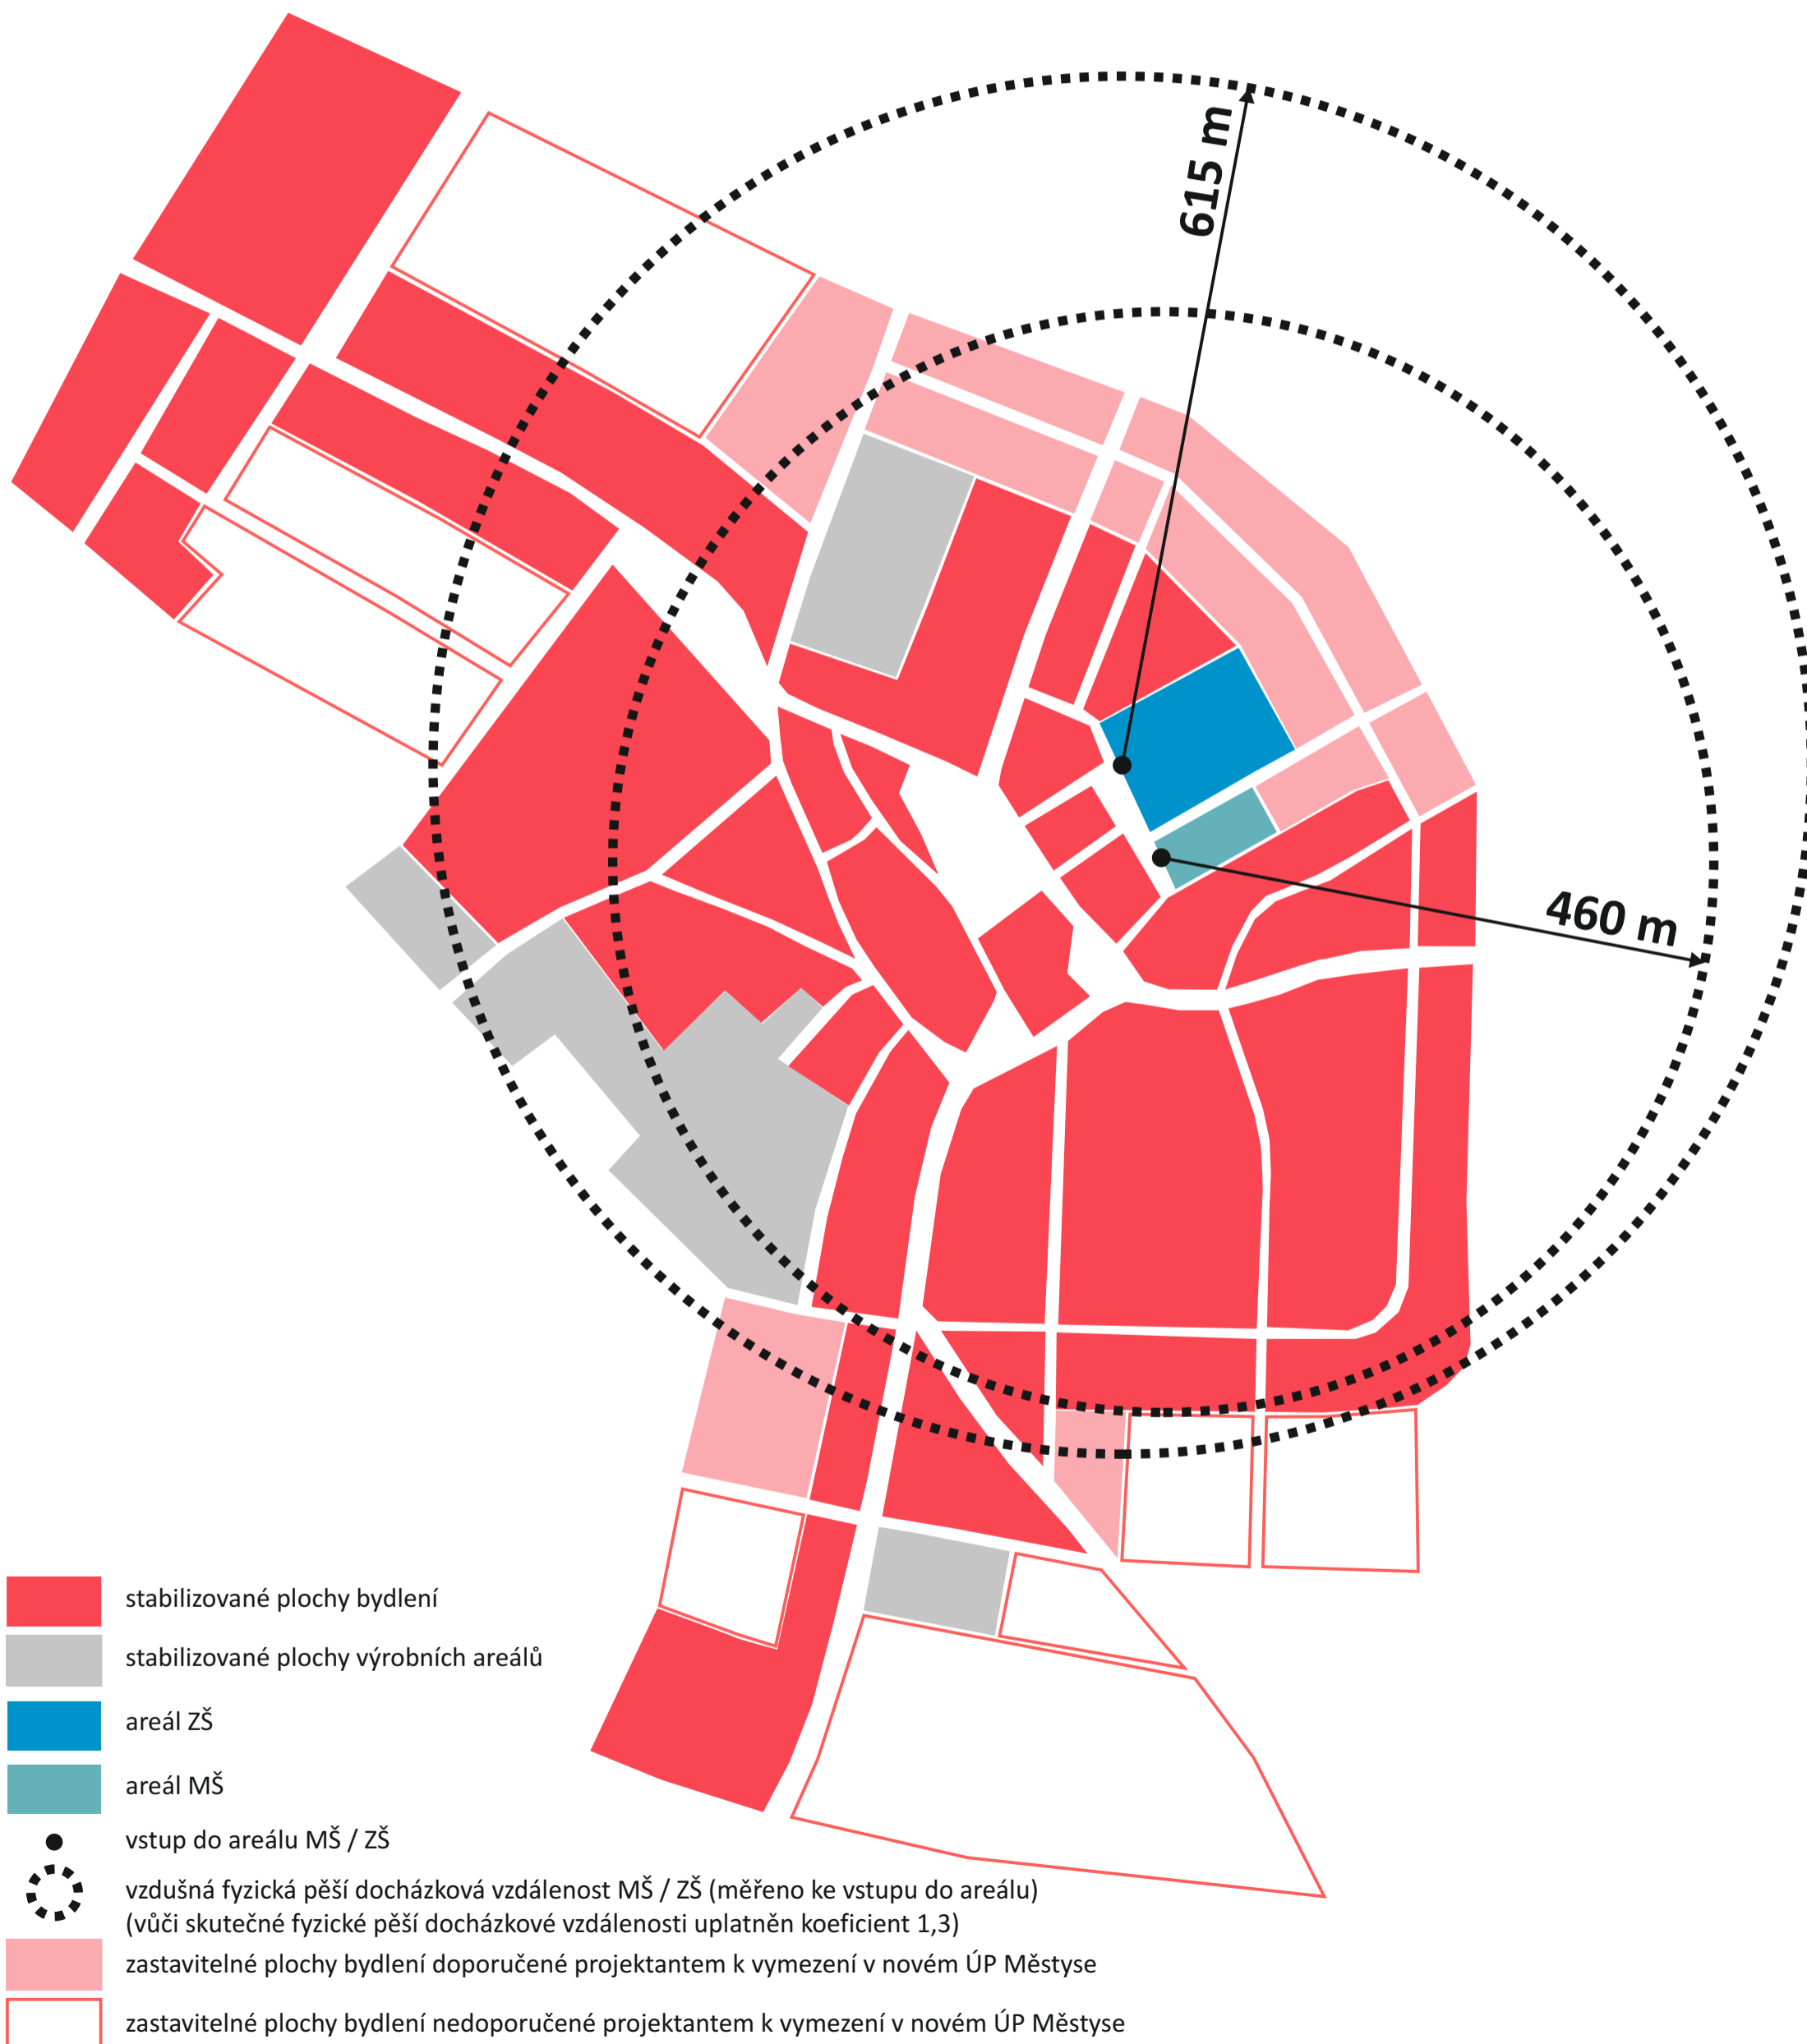 615 m
460 m
stabilizované plochy bydlení
stabilizované plochy výrobních areálů
areál ZŠ
areál MŠ
vstup do areálu MŠ / ZŠ
vzdušná fyzická pěší docházková vzdálenost MŠ / ZŠ (měřeno ke vstupu do areálu)
(vůči skutečné fyzické pěší docházkové vzdálenosti uplatněn koeficient 1,3)
zastavitelné plochy bydlení doporučené projektantem k vymezení v novém ÚP Městyse
zastavitelné plochy bydlení nedoporučené projektantem k vymezení v novém ÚP Městyse